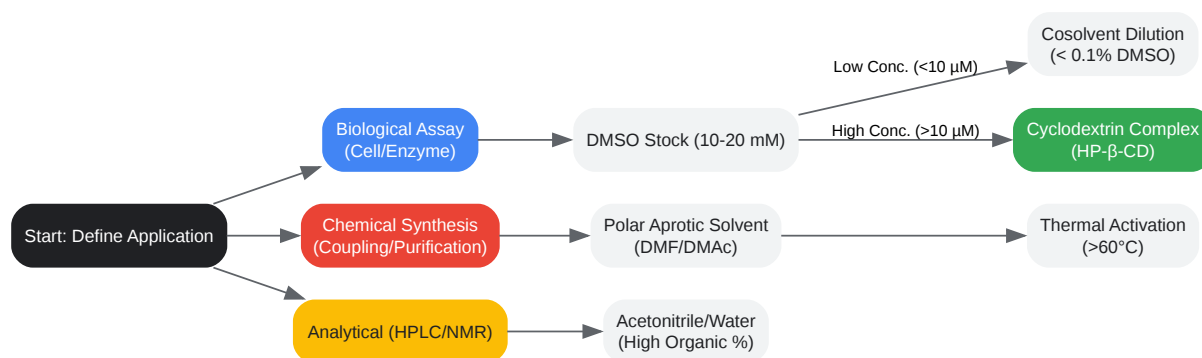 Cosolvent Dilution
(< 0.1% DMSO)
Low Conc. (<10 µM)
Biological Assay
(Cell/Enzyme)
DMSO Stock (10-20 mM)
High Conc. (>10 µM)
Cyclodextrin Complex
(HP-β-CD)
Start: Define Application
Chemical Synthesis
(Coupling/Purification)
Polar Aprotic Solvent
(DMF/DMAc)
Thermal Activation
(>60°C)
Analytical (HPLC/NMR)
Acetonitrile/Water
(High Organic %)